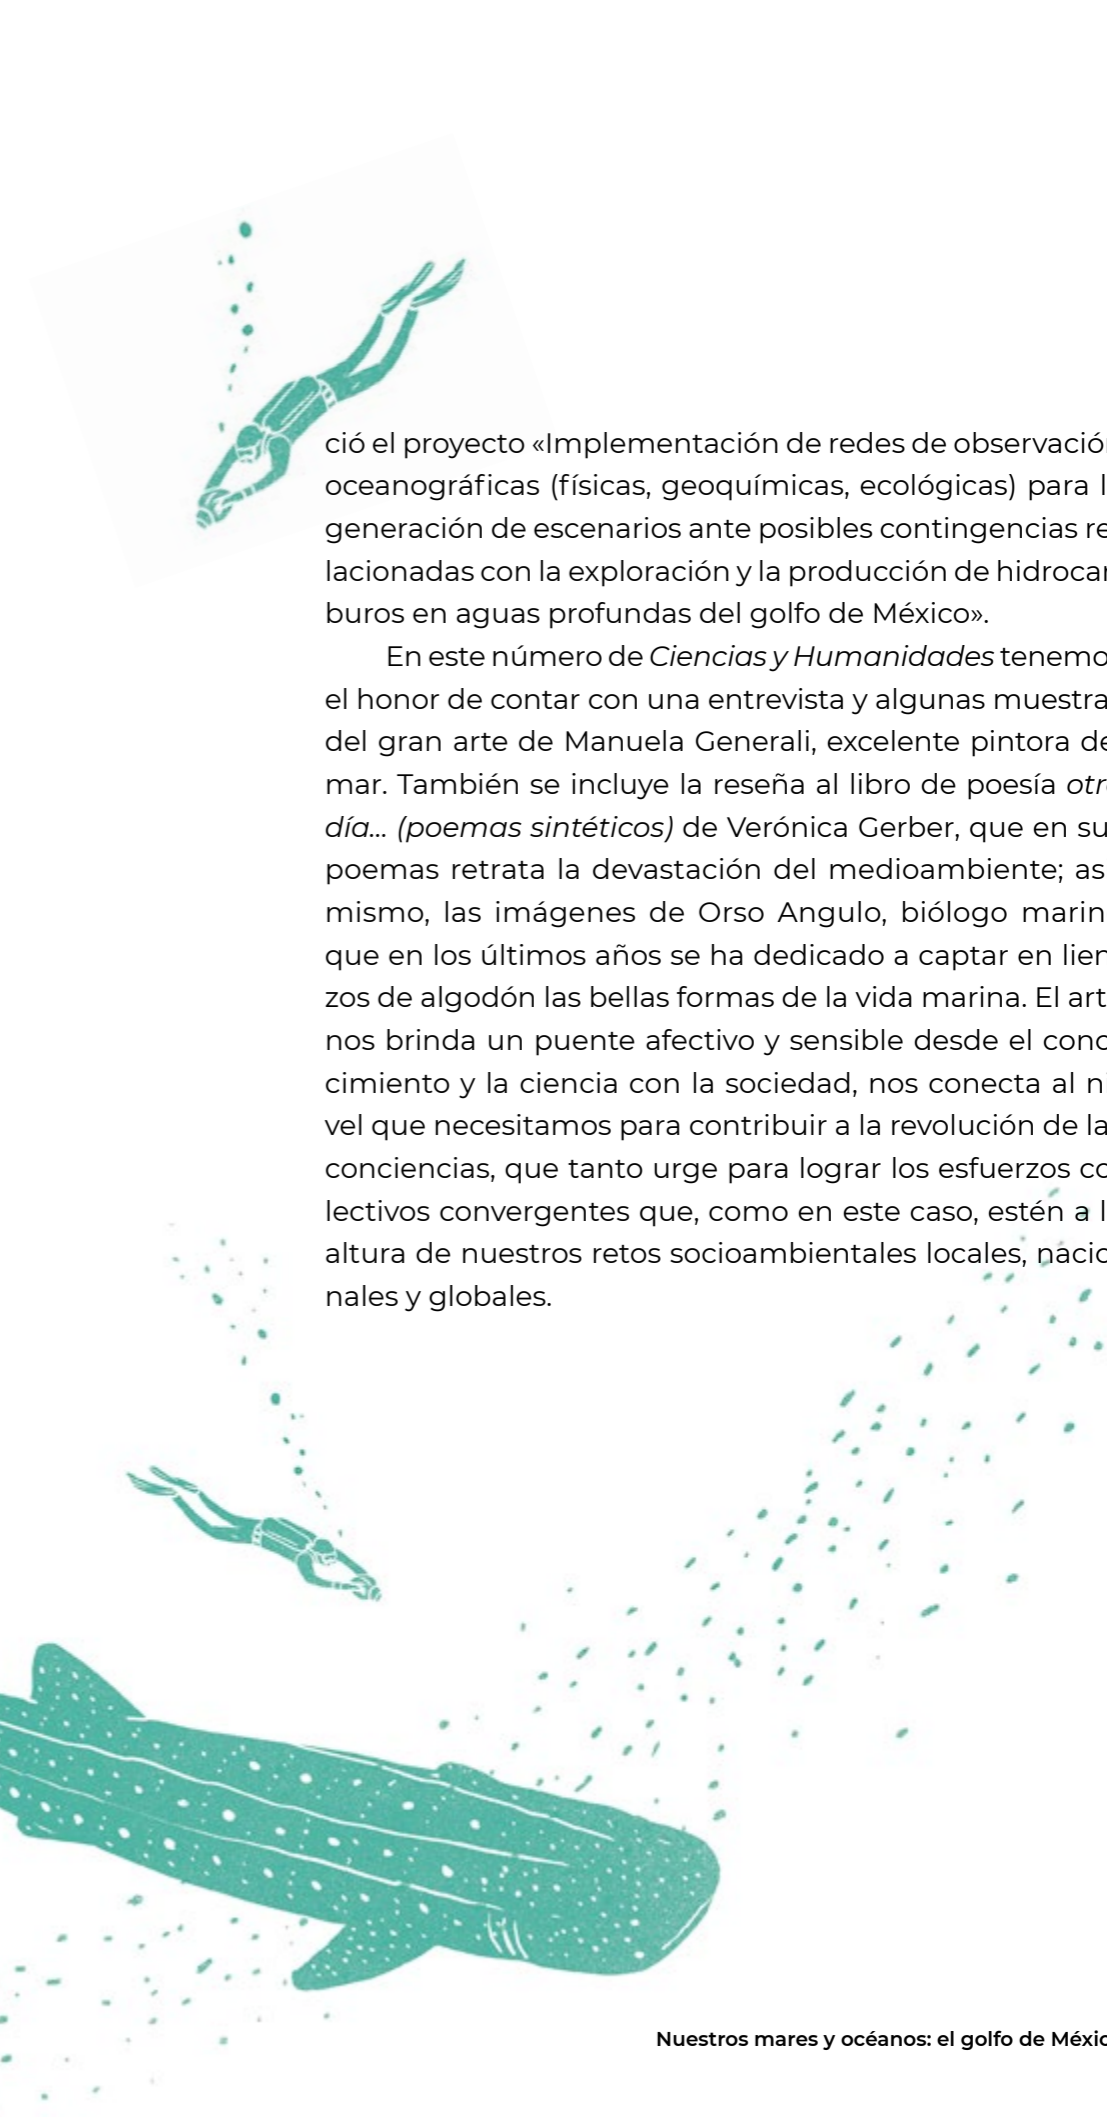 ció el proyecto «Implementación de redes de observació
oceanográficas (físicas, geoquímicas, ecológicas) para l
generación de escenarios ante posibles contingencias re
lacionadas con la exploración y la producción de hidrocar
buros en aguas profundas del golfo de México».
En este número de Ciencias y Humanidades tenemo
el honor de contar con una entrevista y algunas muestra
del gran arte de Manuela Generali, excelente pintora de
mar. También se incluye la reseña al libro de poesía otr
día... (poemas sintéticos) de Verónica Gerber, que en su
poemas retrata la devastación del medioambiente; as
mismo, las imágenes de Orso Angulo, biólogo marin
que en los últimos años se ha dedicado a captar en lien
zos de algodón las bellas formas de la vida marina. El art
nos brinda un puente afectivo y sensible desde el cono
cimiento y la ciencia con la sociedad, nos conecta al ni
vel que necesitamos para contribuir a la revolución de la
conciencias, que tanto urge para lograr los esfuerzos co
lectivos convergentes que, como en este caso, estén a l
altura de nuestros retos socioambientales locales, nacio
nales y globales.
Nuestros mares y océanos: el golfo de Méxic